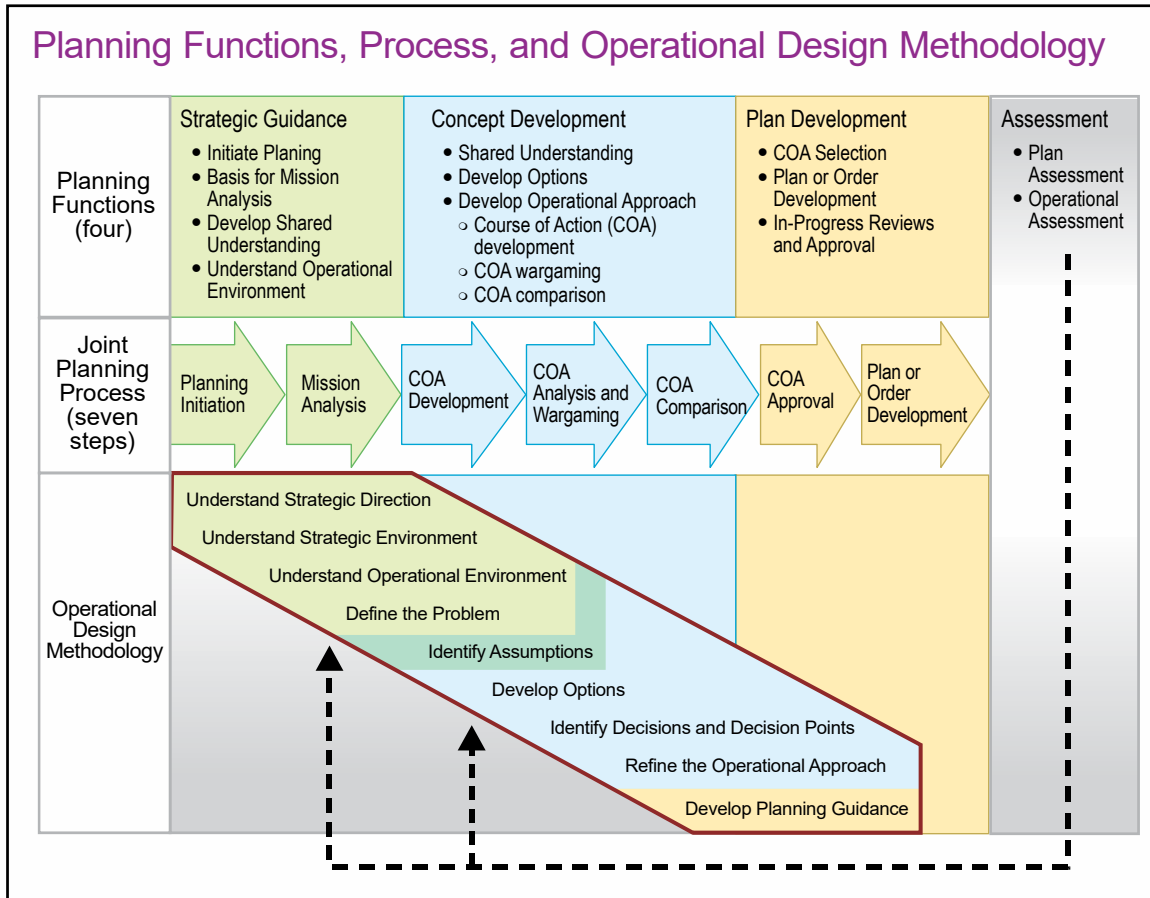 Planning Functions, Process, and Operational Design Methodology
Planning
Functions
(four)
Strategic Guidance
• Initiate Planing
• Basis for Mission
Analysis
• Develop Shared
Understanding
• Understand Operational
Environment
Concept Development
• Shared Understanding
• Develop Options
• Develop Operational Approach
○ Course of Action (COA)
development
○ COA wargaming
○ COA comparison
Plan Development
• COA Selection
• Plan or Order
Development
• In-Progress Reviews
and Approval
Assessment
• Plan
Assessment
• Operational
Assessment
Joint
Planning
Process
(seven
steps)
Planning
Initiation
Mission
Analysis
COA
Development
COA
Analysis and
Wargaming
COA
Comparison
COA
Approval
Plan or
Order
Development
Operational
Design
Methodology
Understand Strategic Direction
Understand Strategic Environment
Understand Operational Environment
Define the Problem
Identify Assumptions
Develop Options
Identify Decisions and Decision Points
Refine the Operational Approach
Develop Planning Guidance